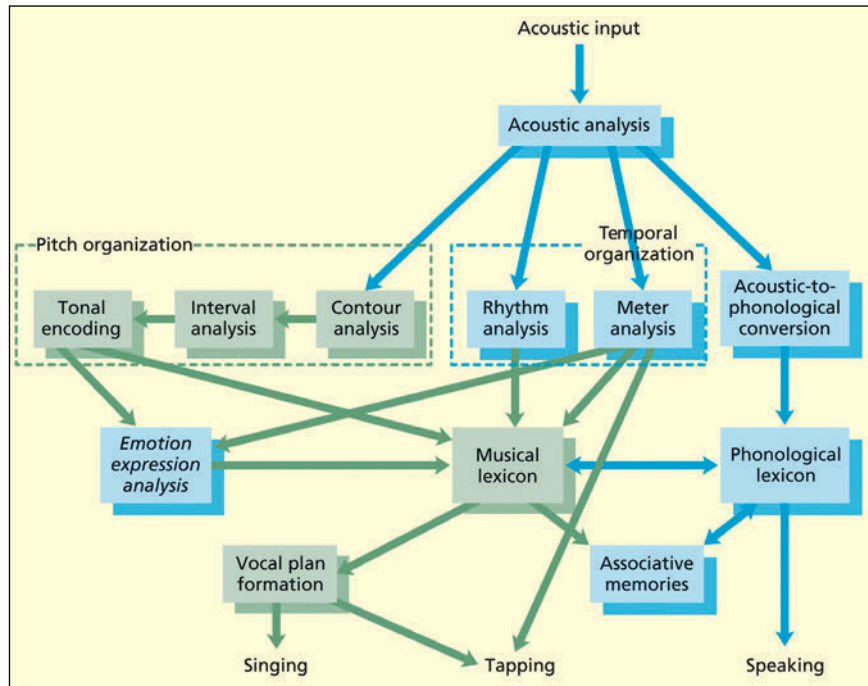 Acoustic input
Acoustic analysis
Pitch organization
Temporal
organization
Tonal
encoding
Interval
analysis
Contour
analysis
Rhythm
analysis
Meter
analysis
Acoustic-to-
phonological
conversion
Emotion
expression
analysis
Musical
lexicon
Phonological
lexicon
Vocal plan
formation
Associative
memories
Singing
Tapping
Speaking